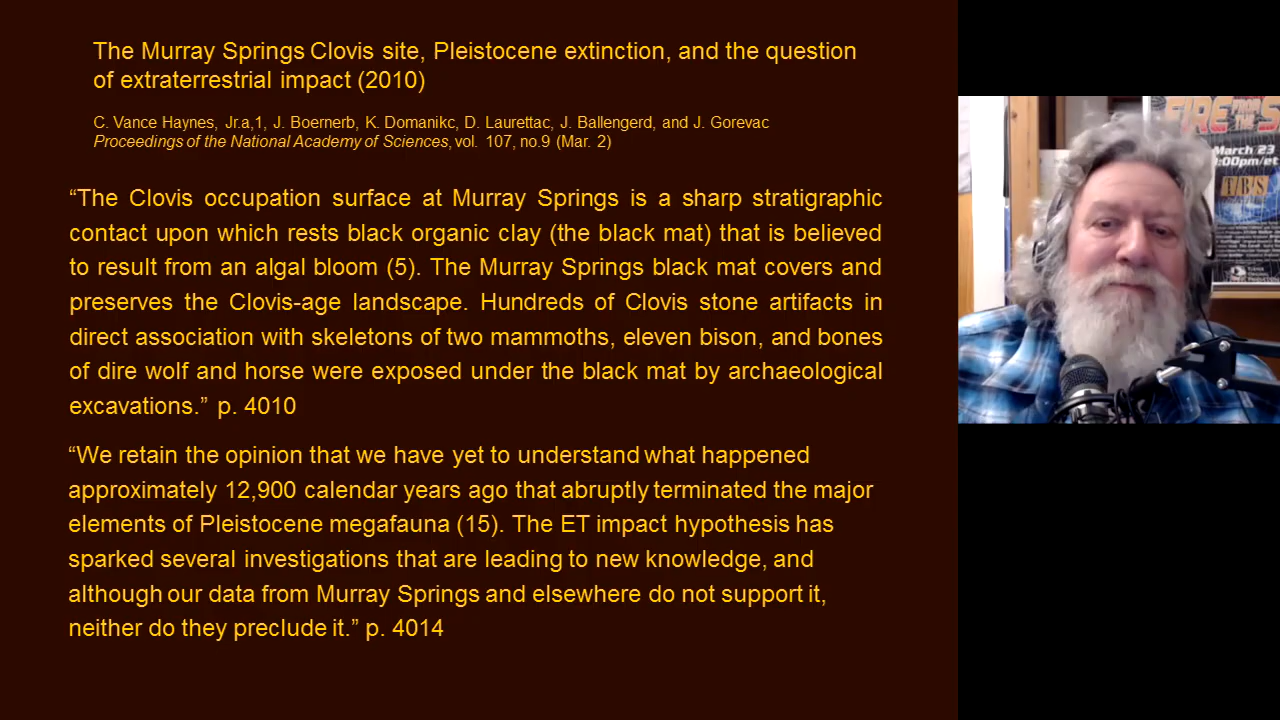 The Murray Springs Clovis site, Pleistocene extinction, and the question
of extraterrestrial impact (2010)
C. Vance Haynes, Jr.a,1, J. Boernerb, K. Domanikc, D. Laurettac, J. Ballengerd, and J. Gorevac
Proceedings of the National Academy of Sciences, vol. 107, no.9 (Mar. 2)
“The Clovis occupation surface at Murray Springs is a sharp stratigraphic
contact upon which rests black organic clay (the black mat) that is believed
to result from an algal bloom (5). The Murray Springs black mat covers and
preserves the Clovis-age landscape. Hundreds of Clovis stone artifacts in
direct association with skeletons of two mammoths, eleven bison, and bones
of dire wolf and horse were exposed under the black mat by archaeological
excavations.” p. 4010
“We retain the opinion that we have yet to understand what happened
approximately 12,900 calendar years ago that abruptly terminated the major
elements of Pleistocene megafauna (15). The ET impact hypothesis has
sparked several investigations that are leading to new knowledge, and
although our data from Murray Springs and elsewhere do not support it,
neither do they preclude it.” p. 4014
FIRE FROM THE S
March 23
:00pm/et
TBS